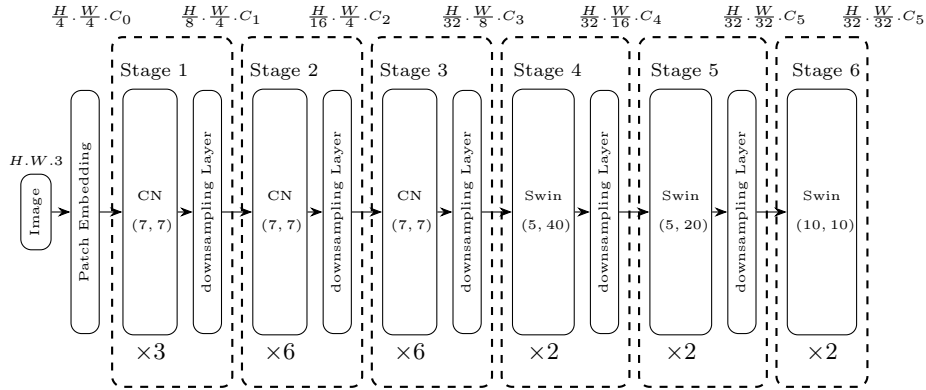 H/4 · W/4 · C₀
H/8 · W/4 · C₁
H/16 · W/4 · C₂
H/32 · W/8 · C₃
H/32 · W/16 · C₄
H/32 · W/32 · C₅
H/32 · W/32 · C₅
Stage 1
Stage 2
Stage 3
Stage 4
Stage 5
Stage 6
H.W.3
Image
Patch Embedding
CN
(7, 7)
downsampling Layer
CN
(7, 7)
downsampling Layer
CN
(7, 7)
downsampling Layer
Swin
(5, 40)
downsampling Layer
Swin
(5, 20)
downsampling Layer
Swin
(10, 10)
×3
×6
×6
×2
×2
×2